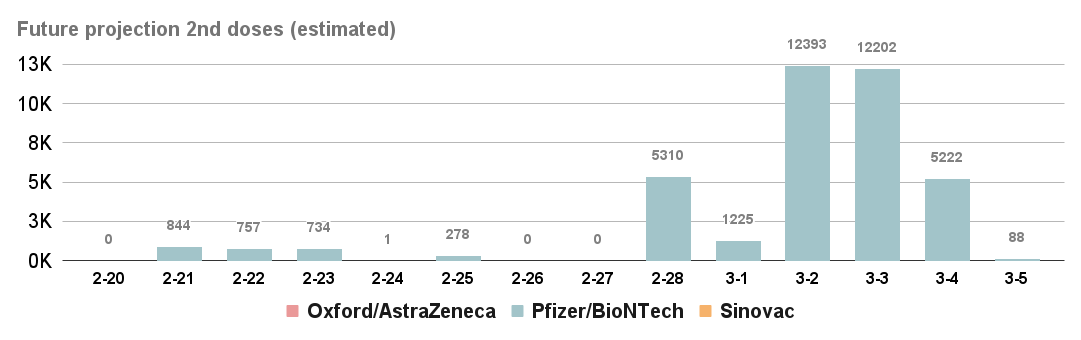 Future projection 2nd doses (estimated)
12393
12202
13K
10K
8K
5310
5222
5K
3K
844
757
734
1225
0
1
278
0
0
88
0K
2-20 2-21 2-22 2-23 2-24 2-25 2-26 2-27 2-28 3-1 3-2 3-3 3-4 3-5
Oxford/AstraZeneca Pfizer/BioNTech Sinovac